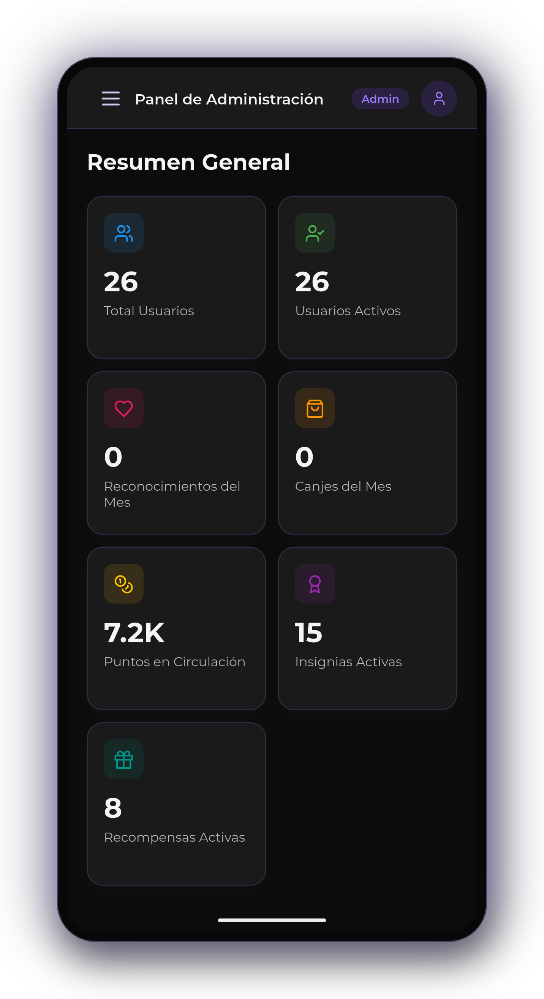 Panel de Administración
Admin
Resumen General
26
Total Usuarios
26
Usuarios Activos
0
Reconocimientos del
Mes
0
Canjes del Mes
7.2K
Puntos en Circulación
15
Insignias Activas
8
Recompensas Activas